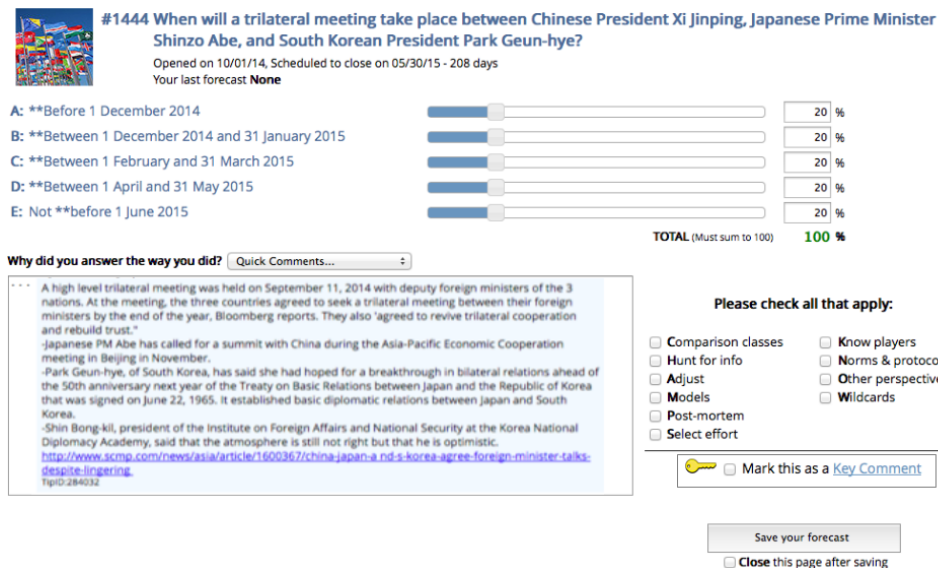 #1444 When will a trilateral meeting take place between Chinese President Xi Jinping, Japanese Prime Minister
Shinzo Abe, and South Korean President Park Geun-hye?
Opened on 10/01/14, Scheduled to close on 05/30/15 - 208 days
Your last forecast None
A: **Before 1 December 2014 20 %
B: **Between 1 December 2014 and 31 January 2015 20 %
C: **Between 1 February and 31 March 2015 20 %
D: **Between 1 April and 31 May 2015 20 %
E: Not **before 1 June 2015 20 %
TOTAL (Must sum to 100) 100 %
Why did you answer the way you did? Quick Comments...
A high level trilateral meeting was held on September 11, 2014 with deputy foreign ministers of the 3
nations. At the meeting, the three countries agreed to seek a trilateral meeting between their foreign
ministers by the end of the year, Bloomberg reports. They also 'agreed to revive trilateral cooperation
and rebuild trust."
-Japanese PM Abe has called for a summit with China during the Asia-Pacific Economic Cooperation
meeting in Beijing in November.
-Park Geun-hye, of South Korea, has said she had hoped for a breakthrough in bilateral relations ahead of
the 50th anniversary next year of the Treaty on Basic Relations between Japan and the Republic of Korea
that was signed on June 22, 1965. It established basic diplomatic relations between Japan and South
Korea.
-Shin Bong-kil, president of the Institute on Foreign Affairs and National Security at the Korea National
Diplomacy Academy, said that the atmosphere is still not right but that he is optimistic.
http://www.scmp.com/news/asia/article/1600367/china-japan-a nd-s-korea-agree-foreign-minister-talks-
despite-lingering
TipID:284032
Please check all that apply:
Comparison classes
Hunt for info
Adjust
Models
Post-mortem
Select effort
Know players
Norms & protoco
Other perspective
Wildcards
Mark this as a Key Comment
Save your forecast
Close this page after saving